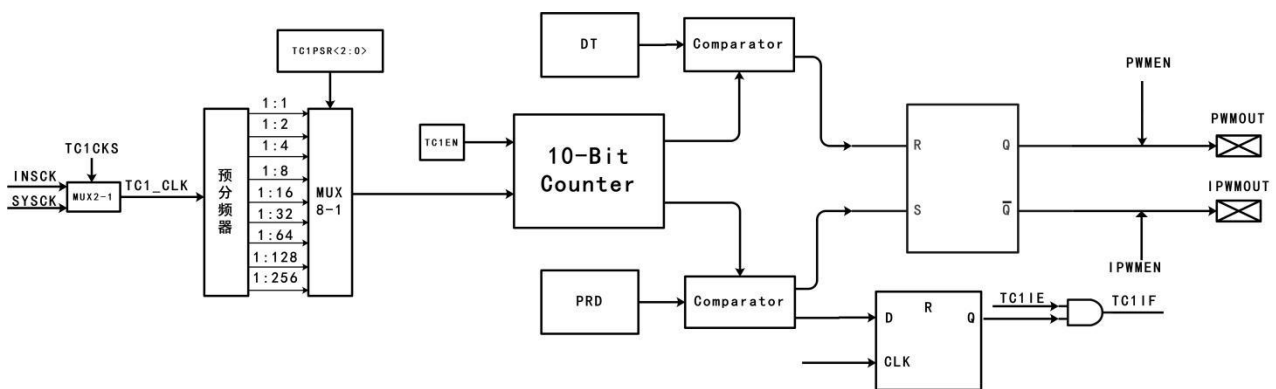 TC1PSR<2:0>
DT
Comparator
PWMEN
PWMOUT
TC1CKS
INSCK
SYSCK
MUX2-1
TC1_CLK
预分频器
1:1
1:2
1:4
1:8
1:16
1:32
1:64
1:128
1:256
MUX
8-1
TC1EN
10-Bit
Counter
R
Q
S
Q̅
IPWMOUT
IPWMEN
PRD
Comparator
D
R
Q
CLK
TC1IE
TC1IF